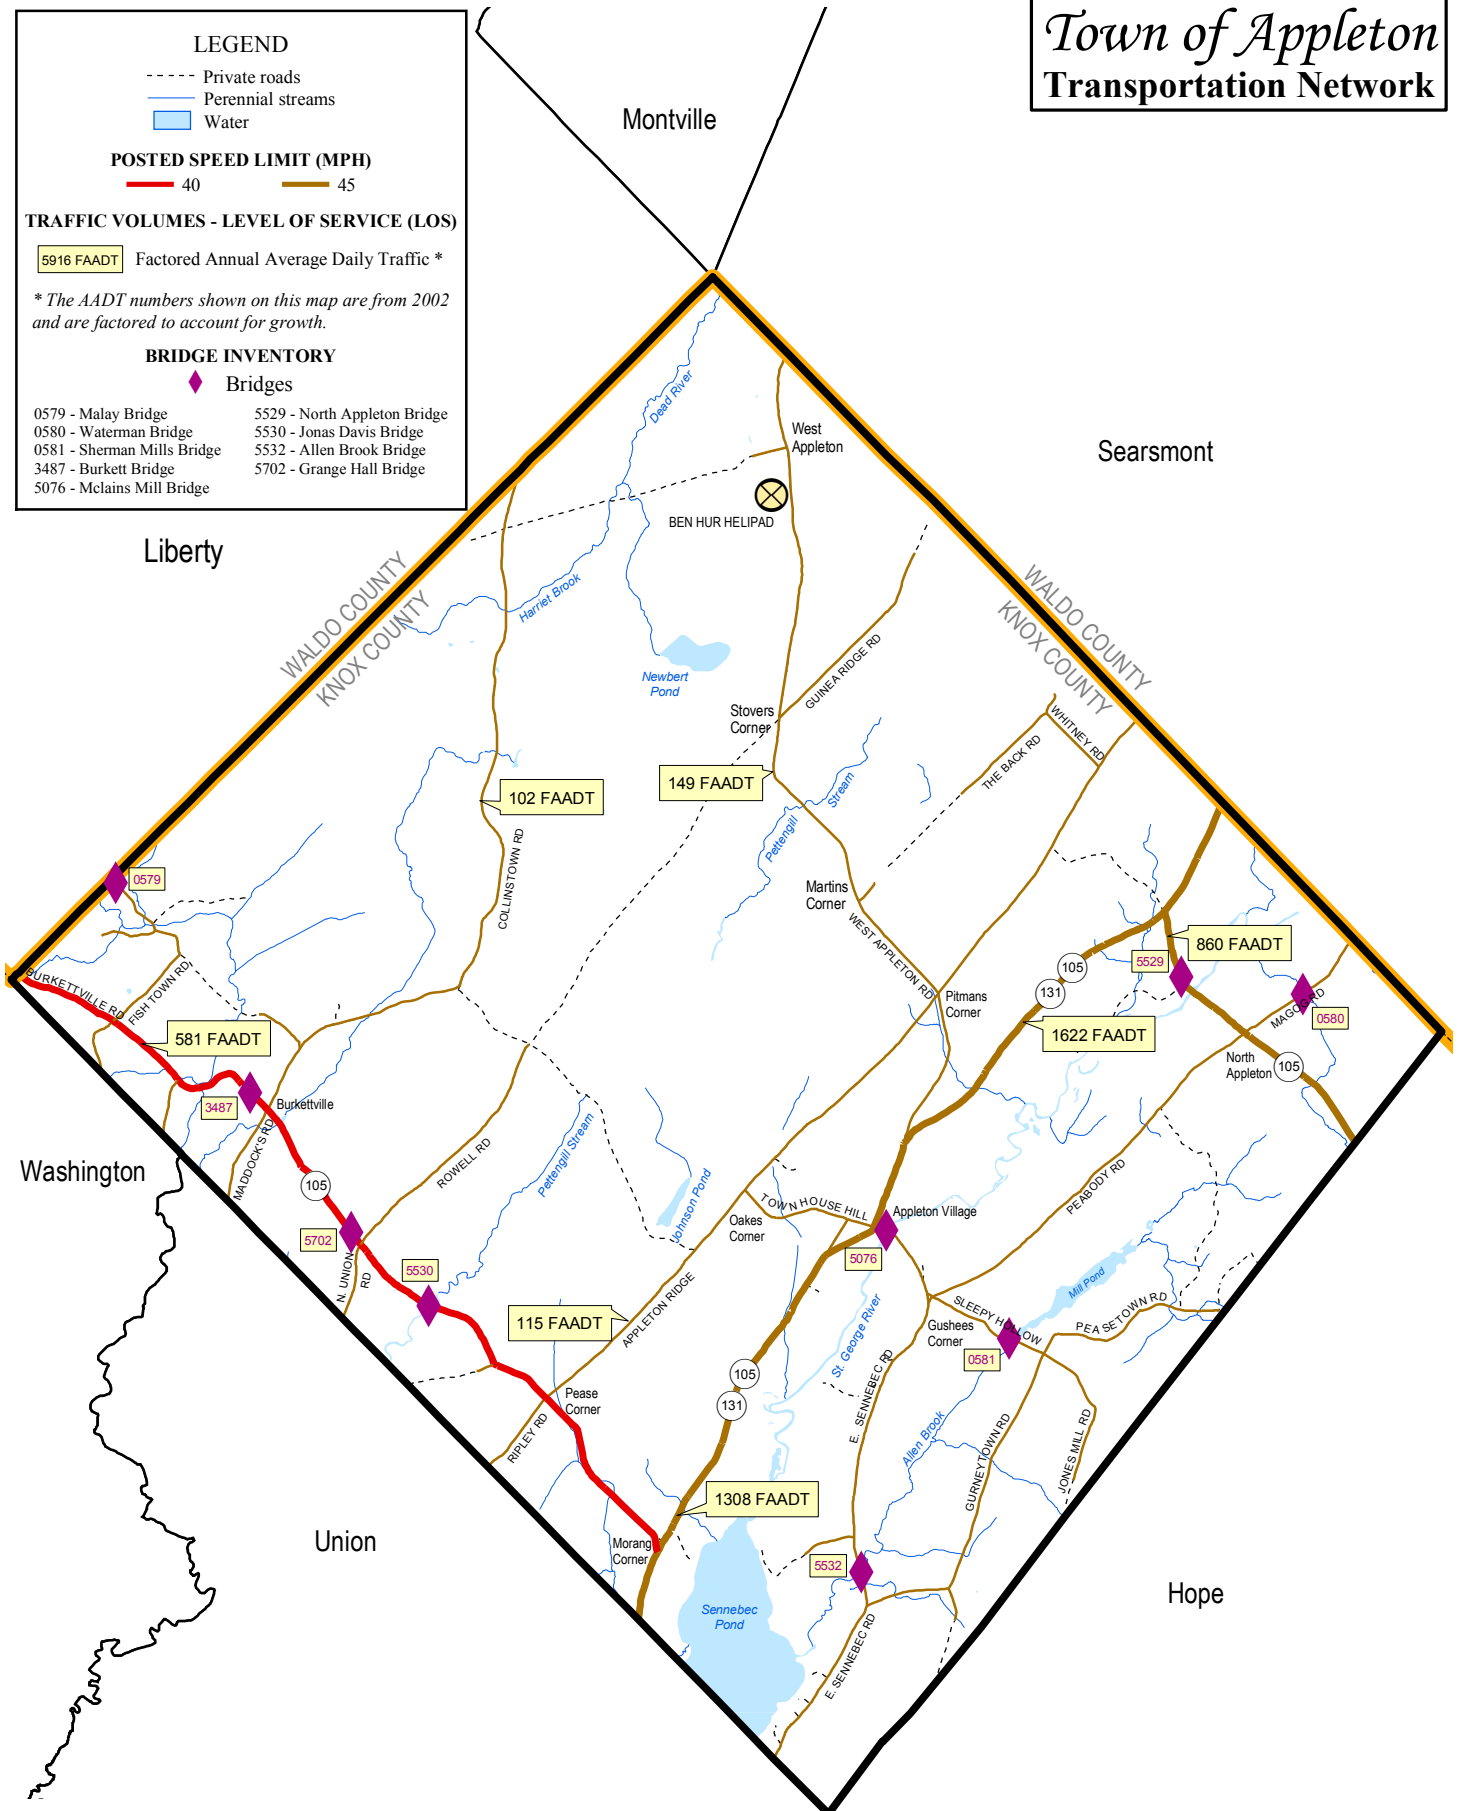 Town of Appleton
Transportation Network
LEGEND
Private roads
Perennial streams
Water
POSTED SPEED LIMIT (MPH)
40
45
TRAFFIC VOLUMES - LEVEL OF SERVICE (LOS)
5916 FAADT
Factored Annual Average Daily Traffic *
* The AADT numbers shown on this map are from 2002
and are factored to account for growth.
BRIDGE INVENTORY
Bridges
0579 - Malay Bridge
0580 - Waterman Bridge
0581 - Sherman Mills Bridge
3487 - Burkett Bridge
5076 - Mclains Mill Bridge
5529 - North Appleton Bridge
5530 - Jonas Davis Bridge
5532 - Allen Brook Bridge
5702 - Grange Hall Bridge
Montville
Searsmont
Liberty
Dead River
West
Appleton
BEN HUR HELIPAD
WALDO COUNTY
KNOX COUNTY
WALDO COUNTY
KNOX COUNTY
Harriet Brook
Newbert
Pond
GUINEA RIDGE RD
Stovers
Corner
WHITNEY RD
THE BACK RD
149 FAADT
102 FAADT
Pettengill
Stream
COLLINSTOWN RD
0579
Martins
Corner
WEST APPLETON RD
860 FAADT
5529
105
131
BURKETTVILLE RD
FISH TOWN RD
Pitmans
Corner
MAGOG RD
0580
581 FAADT
1622 FAADT
North
Appleton
105
3487
Burkettville
MADDOCK'S RD
ROWELL RD
Pettengill Stream
Washington
105
Johnson Pond
TOWN HOUSE HILL
Oakes
Corner
Appleton Village
PEABODY RD
5702
5076
N. UNION
RD
5530
Mill Pond
115 FAADT
APPLETON RIDGE
St. George River
SLEEPY HOLLOW
Gushees
Corner
PEASETOWN RD
0581
E. SENNEBEC RD
105
131
Pease
Corner
RIPLEY RD
Allen Brook
GURNEYTOWN RD
JONES MILL RD
1308 FAADT
Union
Morang
Corner
5532
Sennebec
Pond
E. SENNEBEC RD
Hope